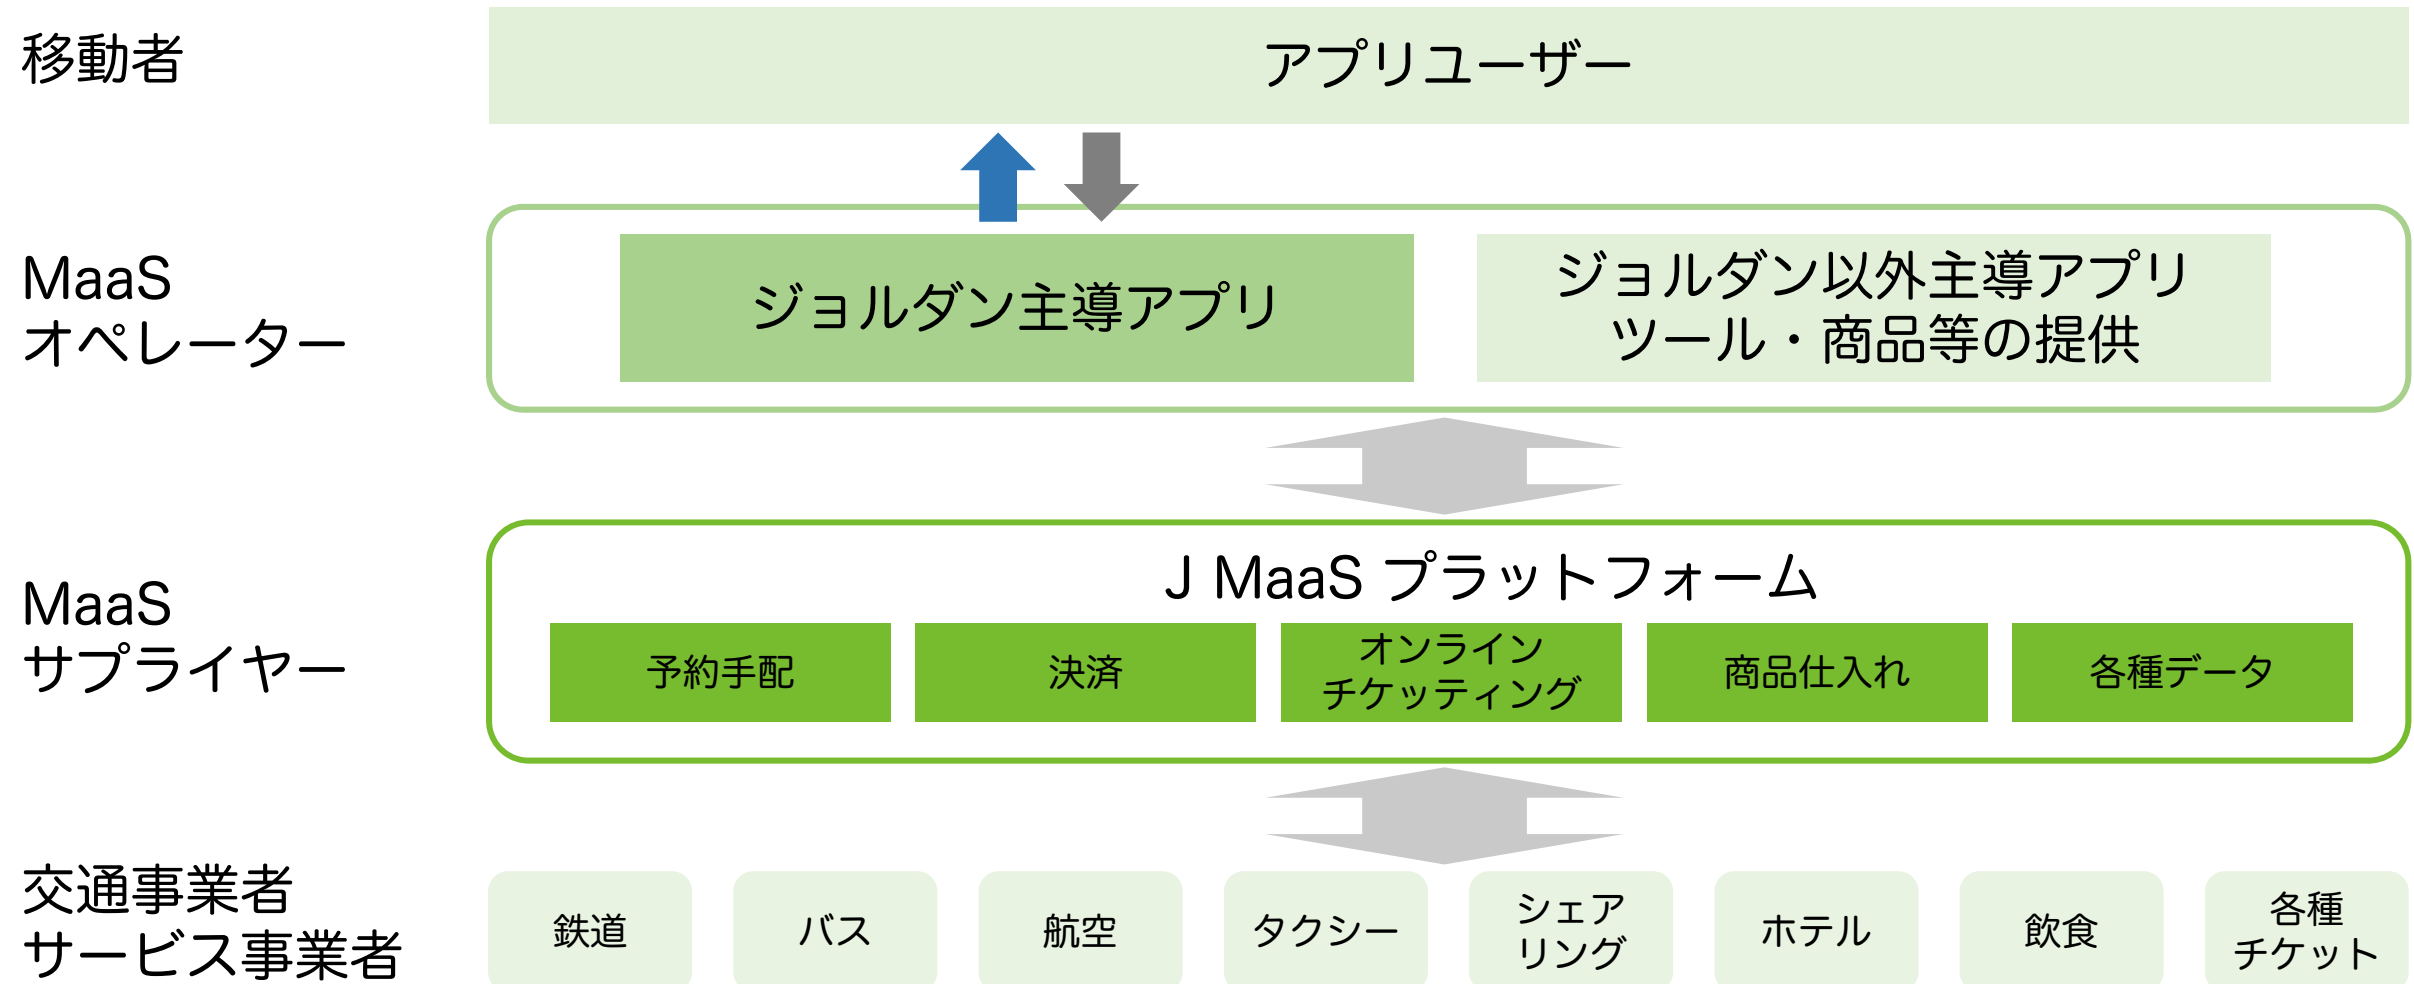 移動者
アプリユーザー
MaaS
オペレーター
ジョルダン主導アプリ
ジョルダン以外主導アプリ
ツール・商品等の提供
MaaS
サプライヤー
J MaaS プラットフォーム
予約手配
決済
オンライン
チケッティング
商品仕入れ
各種データ
交通事業者
サービス事業者
鉄道
バス
航空
タクシー
シェア
リング
ホテル
飲食
各種
チケット